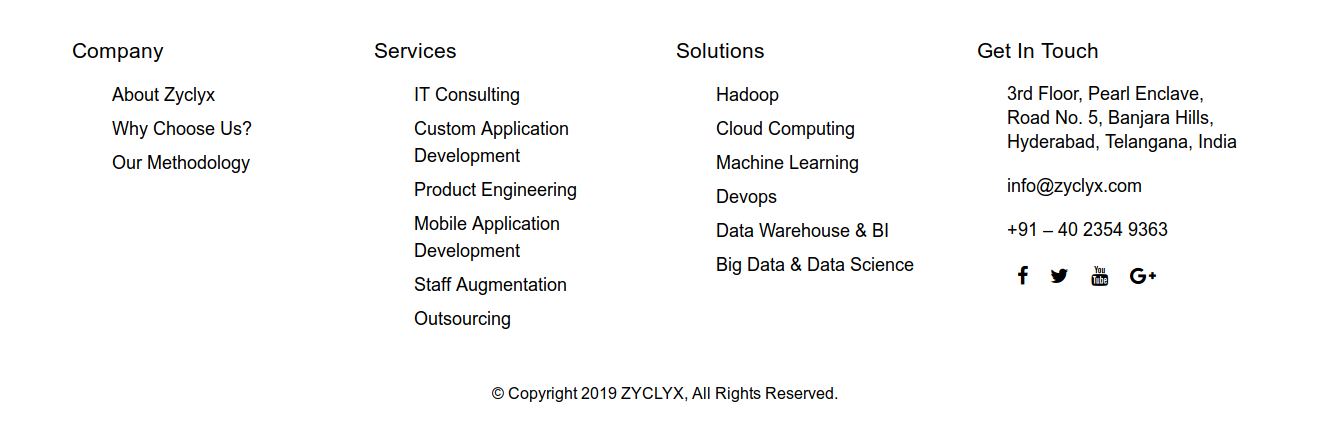 Company
About Zyclyx
Why Choose Us?
Our Methodology
Services
IT Consulting
Custom Application
Development
Product Engineering
Mobile Application
Development
Staff Augmentation
Outsourcing
Solutions
Hadoop
Cloud Computing
Machine Learning
Devops
Data Warehouse & BI
Big Data & Data Science
Get In Touch
3rd Floor, Pearl Enclave,
Road No. 5, Banjara Hills,
Hyderabad, Telangana, India
info@zyclyx.com
+91 – 40 2354 9363
You
Tube
G+
© Copyright 2019 ZYCLYX, All Rights Reserved.